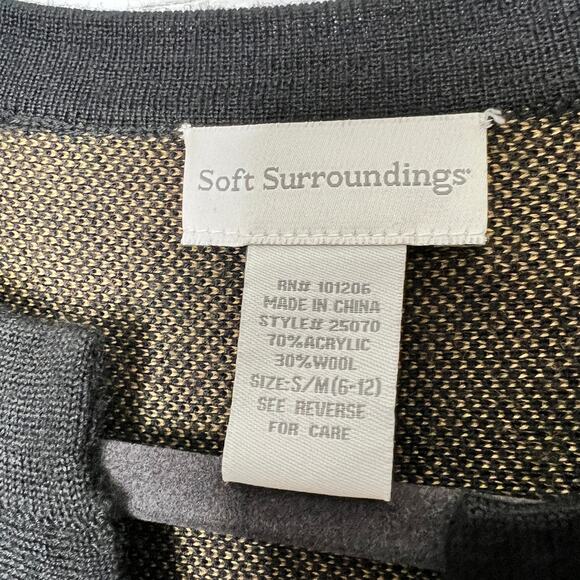 Soft Surroundings
RN# 101206
MADE IN CHINA
STYLE# 25070
70%ACRYLIC
30%WOOL
SIZE:S/M(6-12)
SEE REVERSE
FOR CARE